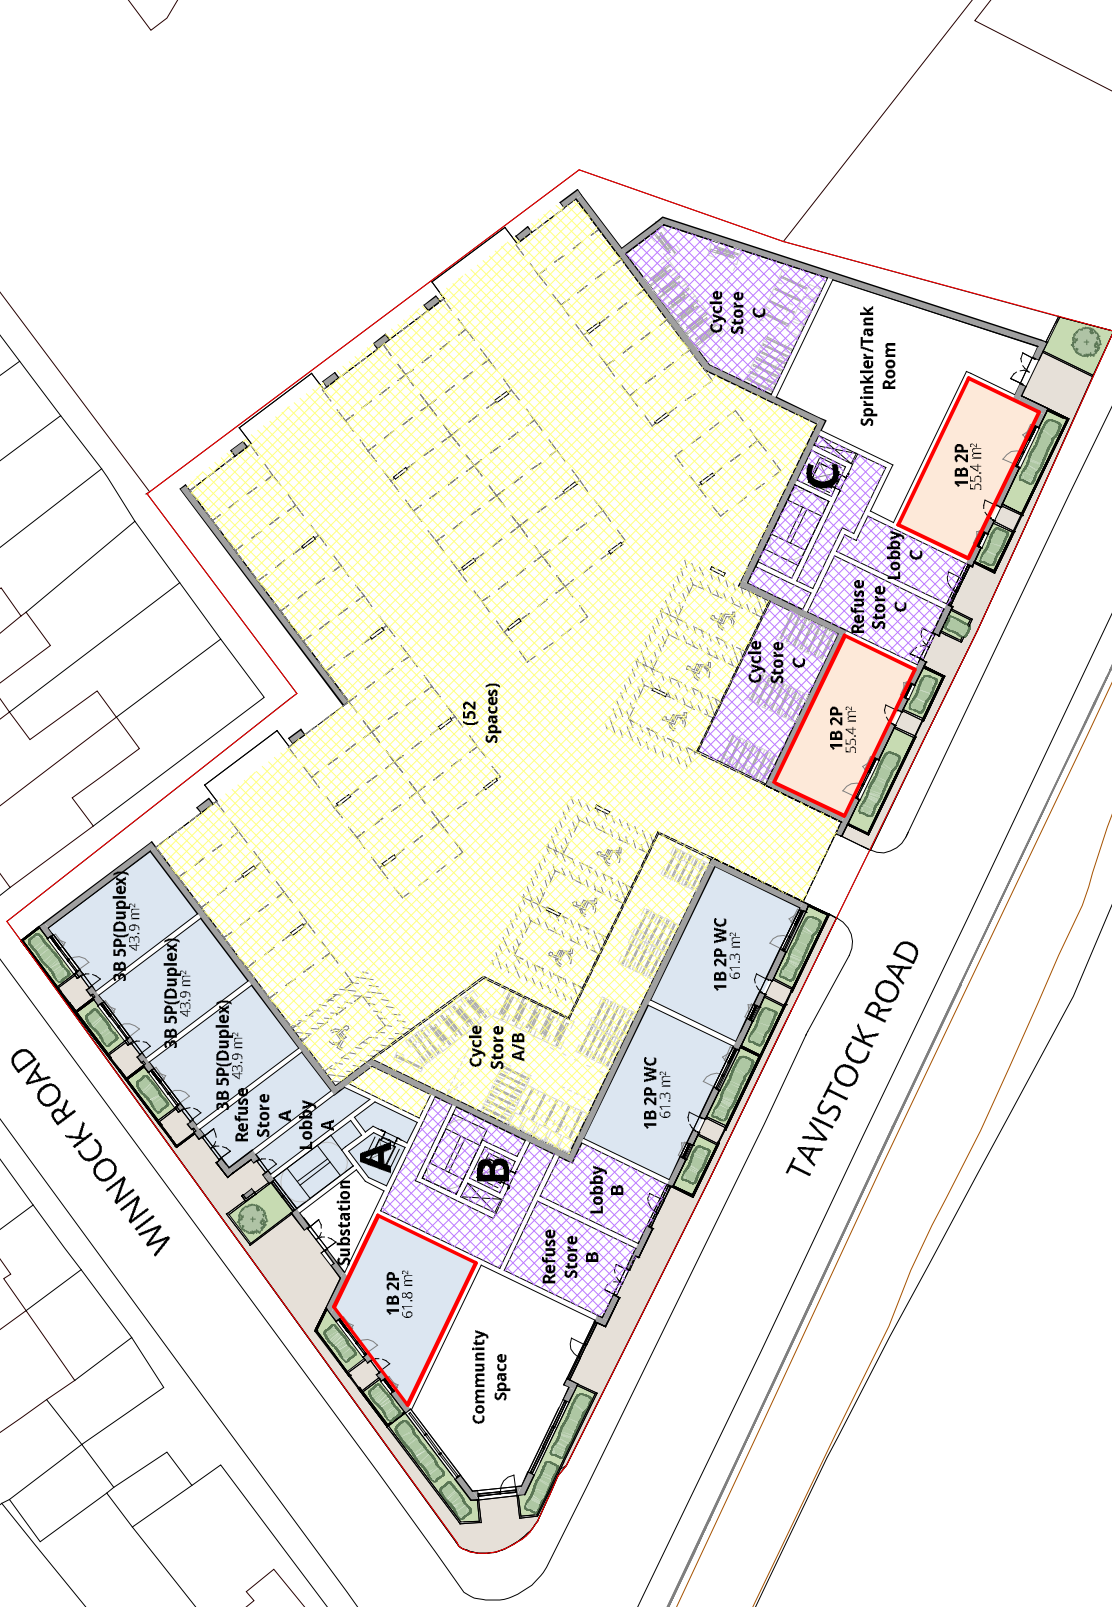 Cycle
Store
C
Sprinkler/Tank
Room
1B 2P
55.4 m²
C
Lobby
C
Refuse
Store
C
Cycle
Store
C
1B 2P
55.4 m²
(52
Spaces)
3B 5P(Duplex)
43.9 m²
3B 5P(Duplex)
43.9 m²
3B 5P(Duplex)
43.9 m²
Refuse
Store
A
Lobby
A
A
Cycle
Store
A/B
1B 2P WC
61.3 m²
1B 2P WC
61.3 m²
B
Lobby
B
Refuse
Store
B
Substation
1B 2P
61.8 m²
Community
Space
WINNOCK ROAD
TAVISTOCK ROAD